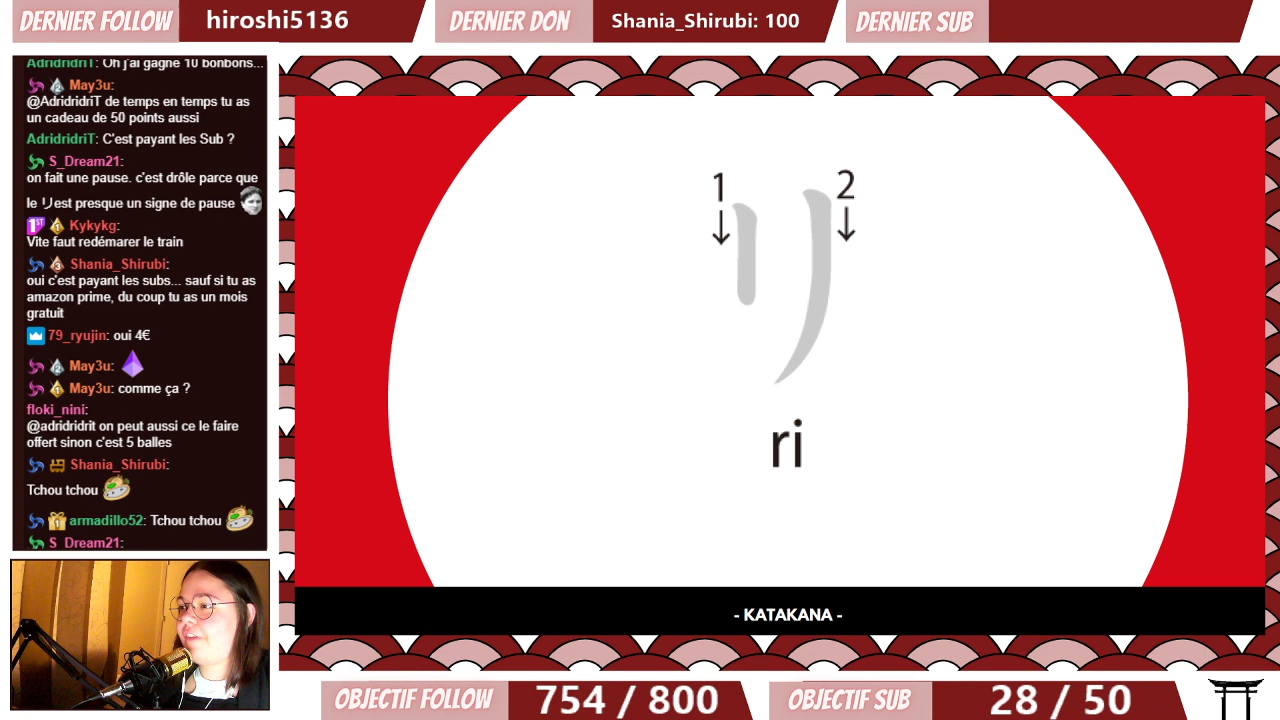 DERNIER FOLLOW hiroshi5136 DERNIER DON Shania_Shirubi: 100 DERNIER SUB
AdridridriT: Oh j'ai gagné 10 bonbons...
May3u:
@AdridridriT de temps en temps tu as
un cadeau de 50 points aussi
AdridridriT: C'est payant les Sub ?
S_Dream21:
on fait une pause. c'est drôle parce que
le リest presque un signe de pause
1ST 1 Kykykg:
Vite faut redémarer le train
3 Shania_Shirubi:
oui c'est payant les subs... sauf si tu as
amazon prime, du coup tu as un mois
gratuit
79_ryujin: oui 4€
2 May3u:
1 May3u: comme ça ?
floki_nini:
@adridridrit on peut aussi ce le faire
offert sinon c'est 5 balles
Shania_Shirubi:
Tchou tchou
1 armadillo52: Tchou tchou
S_Dream21:
1 2
↓ ↓
リ
ri
- KATAKANA -
OBJECTIF FOLLOW 754 / 800 OBJECTIF SUB 28 / 50